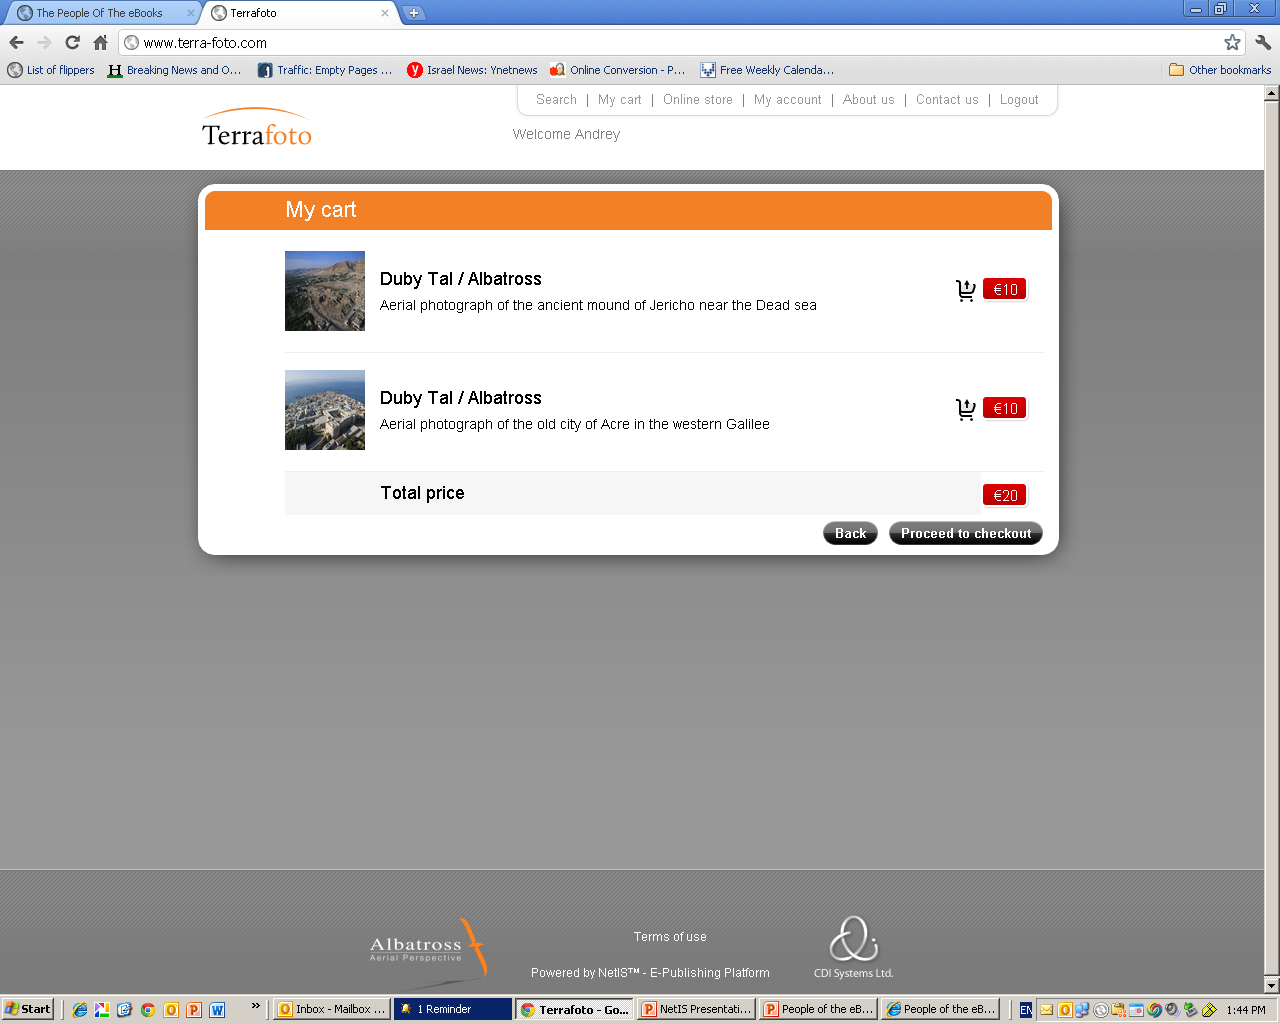 The People Of The eBooks
Terrafoto
www.terra-foto.com
List of flippers
Breaking News and O...
Traffic: Empty Pages ...
Israel News: Ynetnews
Online Conversion - P...
Free Weekly Calenda...
Other bookmarks
Search | My cart | Online store | My account | About us | Contact us | Logout
Terrafoto
Welcome Andrey
My cart
Duby Tal / Albatross
Aerial photograph of the ancient mound of Jericho near the Dead sea
€10
Duby Tal / Albatross
Aerial photograph of the old city of Acre in the western Galilee
€10
Total price
€20
Back
Proceed to checkout
Albatross
Aerial Perspective
Terms of use
Powered by NetIS™ - E-Publishing Platform
CDI Systems Ltd.
Start
Inbox - Mailbox ...
1 Reminder
Terrafoto - Go...
NetIS Presentati...
People of the eB...
People of the eB...
EN
1:44 PM